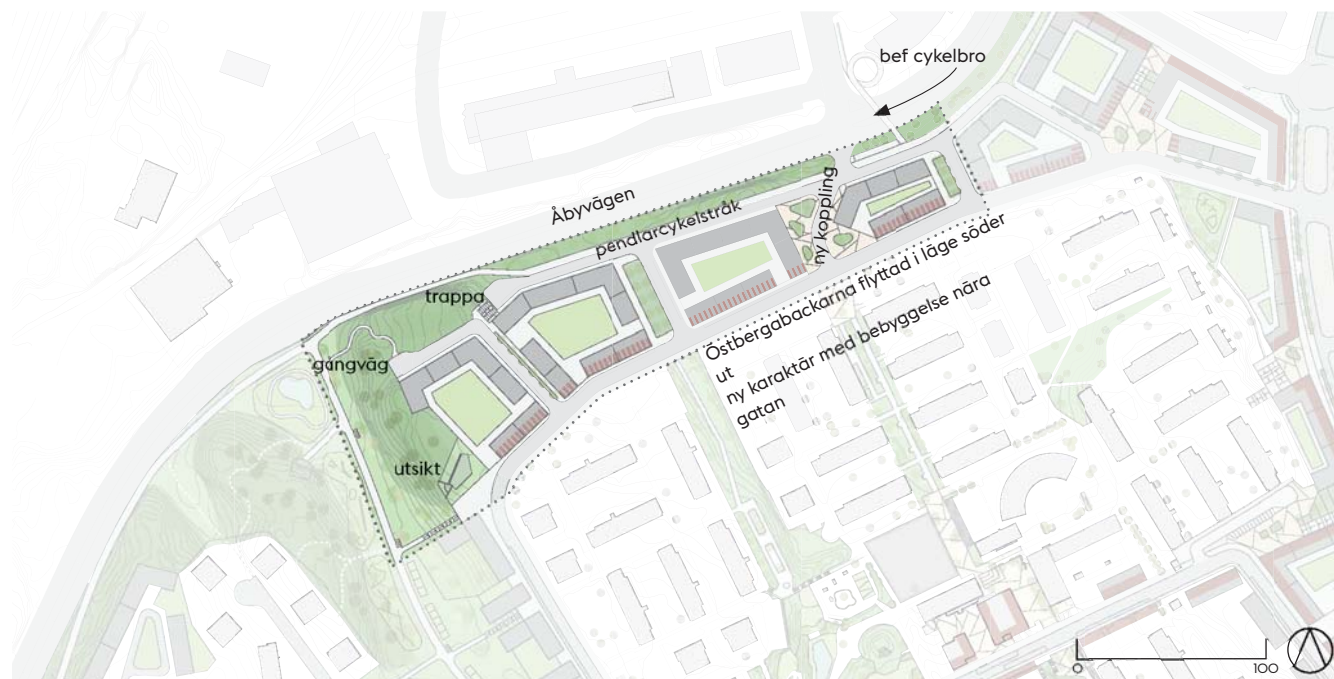 bef cykelbro
Åbyvägen
pendlarcykelstråk
ny koppling
trappa
gångväg
Östbergabackarna flyttad i läge söder
ut
ny karaktär med bebyggelse nära
gatan
utsikt
0
100